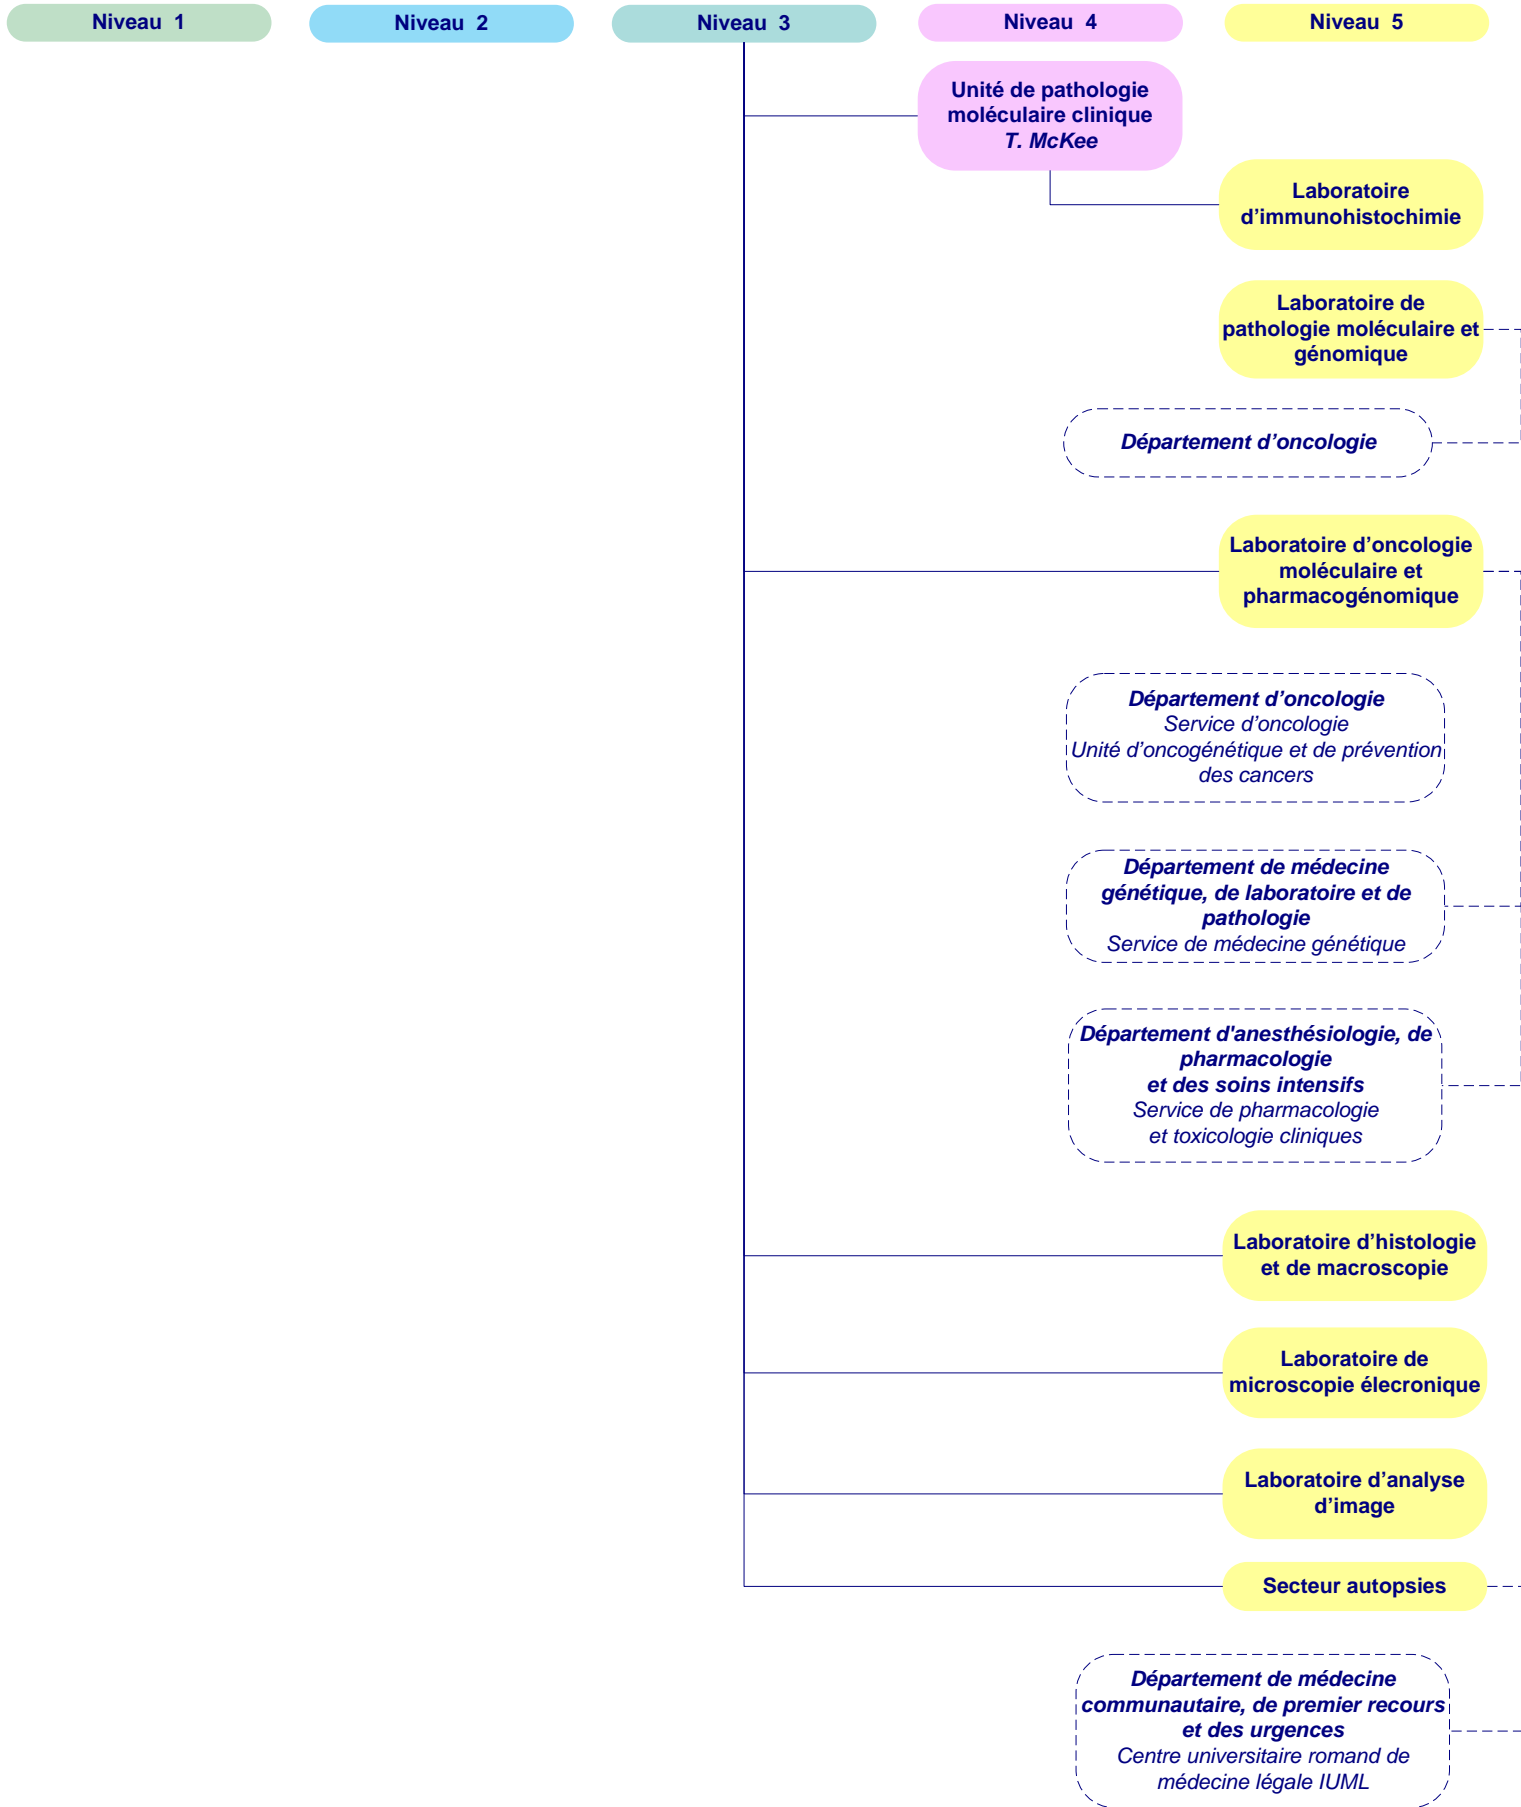 Niveau 1
Niveau 2
Niveau 3
Niveau 4
Niveau 5
Unité de pathologie
moléculaire clinique
T. McKee
Laboratoire
d’immunohistochimie
Laboratoire de
pathologie moléculaire et
génomique
Département d’oncologie
Laboratoire d’oncologie
moléculaire et
pharmacogénomique
Département d’oncologie
Service d’oncologie
Unité d’oncogénétique et de prévention
des cancers
Département de médecine
génétique, de laboratoire et de
pathologie
Service de médecine génétique
Département d'anesthésiologie, de
pharmacologie
et des soins intensifs
Service de pharmacologie
et toxicologie cliniques
Laboratoire d’histologie
et de macroscopie
Laboratoire de
microscopie élecronique
Laboratoire d’analyse
d’image
Secteur autopsies
Département de médecine
communautaire, de premier recours
et des urgences
Centre universitaire romand de
médecine légale IUML